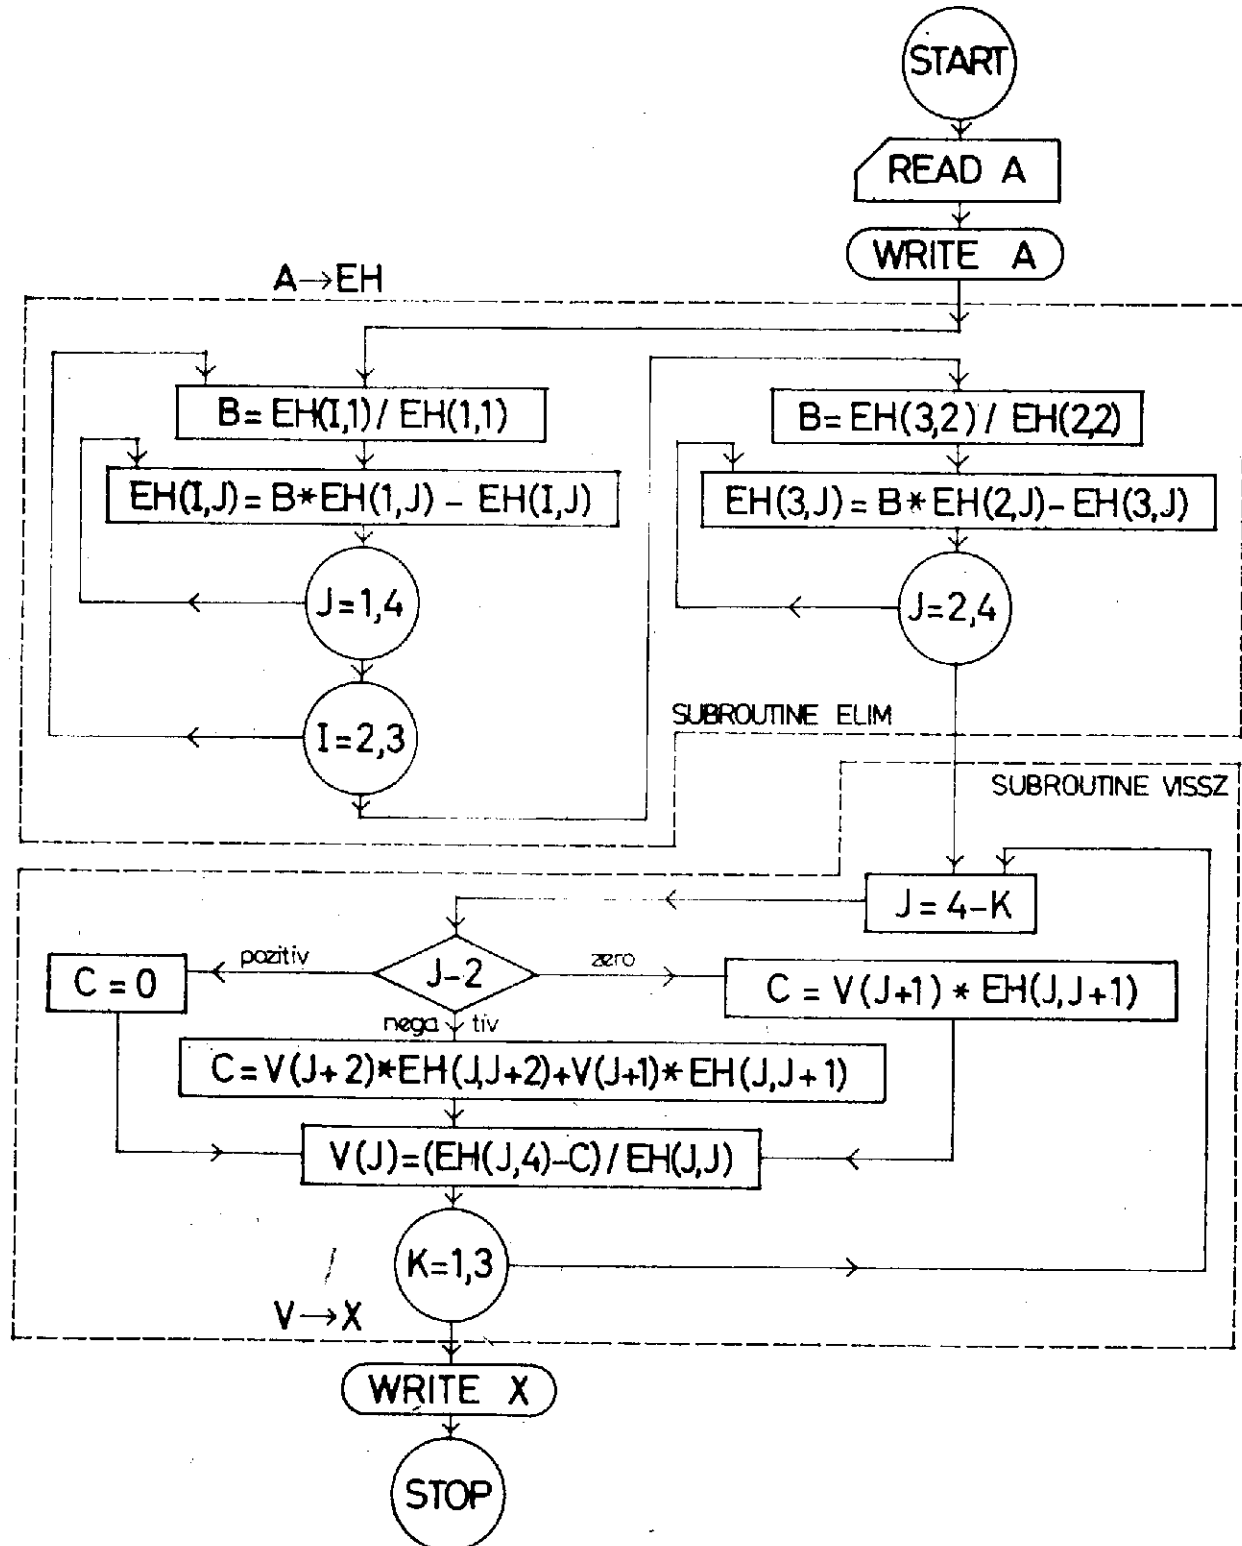 START
READ A
WRITE A
A→EH
B=EH(I,1)/EH(1,1)
EH(I,J)=B*EH(1,J)-EH(I,J)
J=1,4
I=2,3
B=EH(3,2)/EH(2,2)
EH(3,J)=B*EH(2,J)-EH(3,J)
J=2,4
SUBROUTINE ELIM
SUBROUTINE VISSZ
J=4-K
J-2
pozitiv
zero
negativ
C=0
C=V(J+1)*EH(J,J+1)
C=V(J+2)*EH(J,J+2)+V(J+1)*EH(J,J+1)
V(J)=(EH(J,4)-C)/EH(J,J)
K=1,3
V→X
WRITE X
STOP